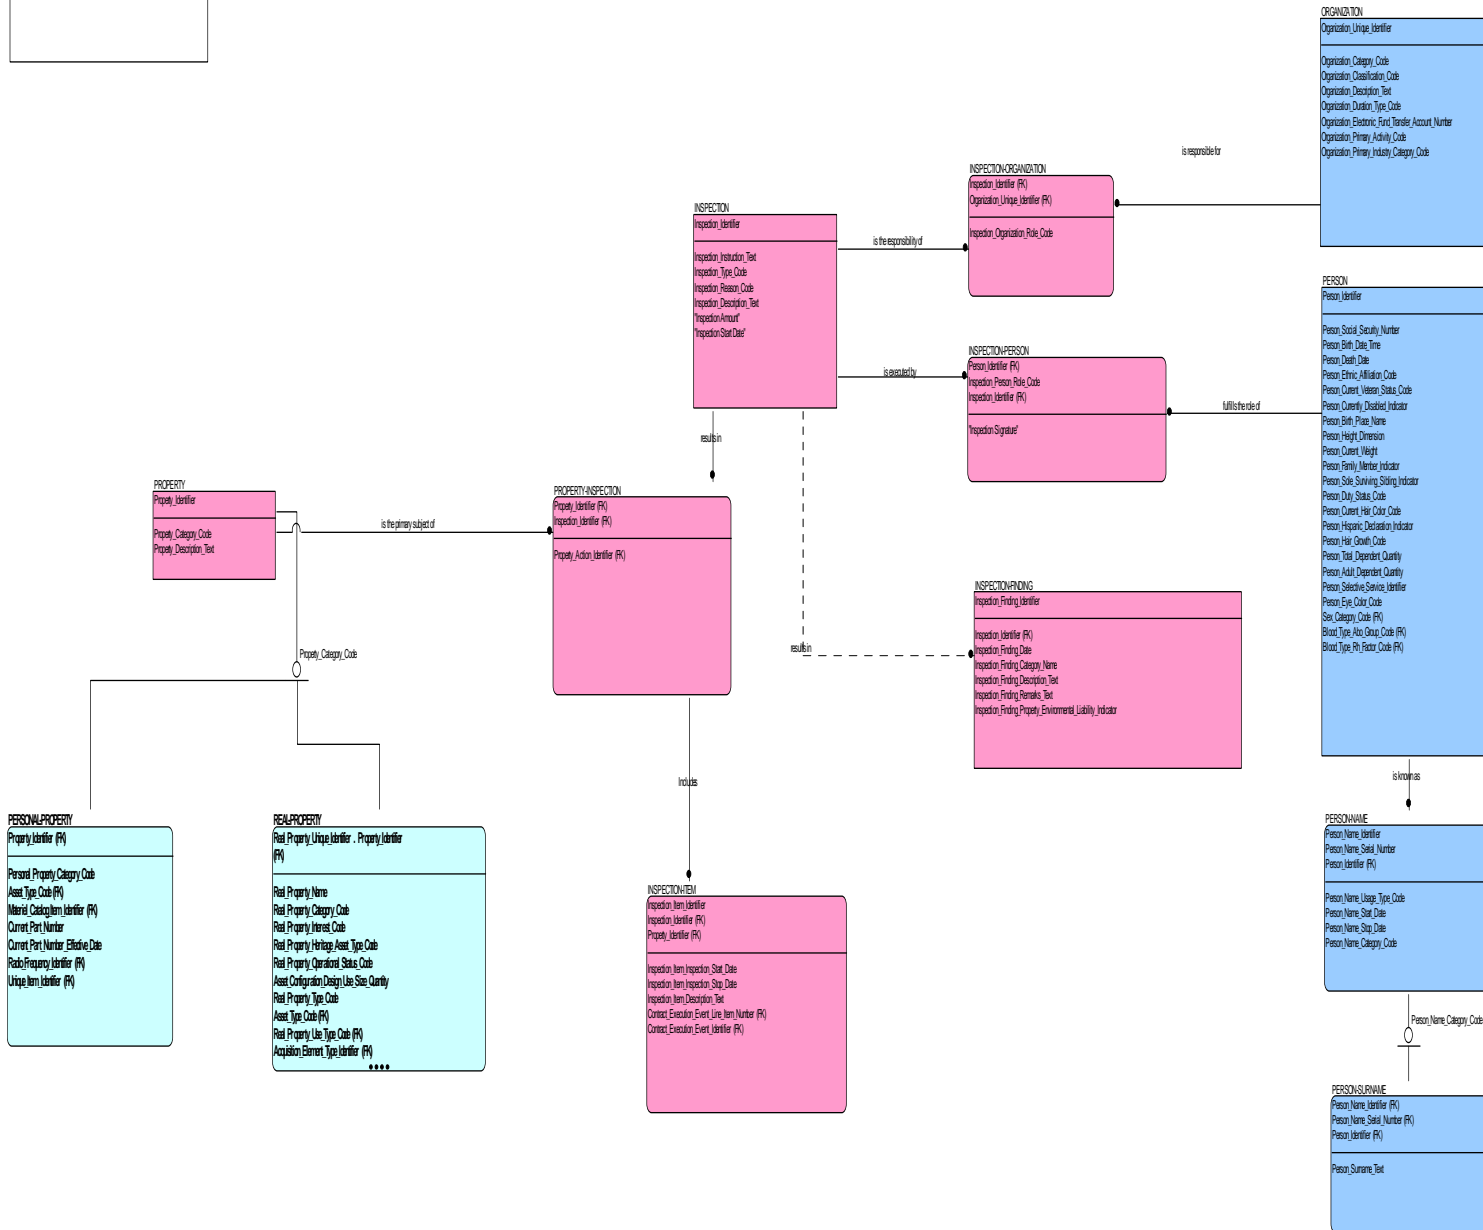 ORGANIZATION
Organization_Unique_Identifier
Organization_Category_Code
Organization_Classification_Code
Organization_Description_Text
Organization_Duration_Type_Code
Organization_Electronic_Fund_Transfer_Account_Number
Organization_Primary_Activity_Code
Organization_Primary_Industry_Category_Code
is responsible for
INSPECTION-ORGANIZATION
Inspection_Identifier (FK)
Organization_Unique_Identifier (FK)
Inspection_Organization_Role_Code
INSPECTION
Inspection_Identifier
Inspection_Instruction_Text
Inspection_Type_Code
Inspection_Reason_Code
Inspection_Description_Text
"Inspection Amount"
"Inspection Start Date"
is the responsibility of
is executed by
INSPECTION-PERSON
Person_Identifier (FK)
Inspection_Person_Role_Code
Inspection_Identifier (FK)
"Inspection Signature"
fulfills the role of
PERSON
Person_Identifier
Person_Social_Security_Number
Person_Birth_Date_Time
Person_Death_Date
Person_Ethnic_Affiliation_Code
Person_Current_Veteran_Status_Code
Person_Currently_Disabled_Indicator
Person_Birth_Place_Name
Person_Height_Dimension
Person_Current_Weight
Person_Family_Member_Indicator
Person_Sole_Surviving_Sibling_Indicator
Person_Duty_Status_Code
Person_Current_Hair_Color_Code
Person_Hispanic_Declaration_Indicator
Person_Hair_Growth_Code
Person_Total_Dependent_Quantity
Person_Adult_Dependent_Quantity
Person_Selective_Service_Identifier
Person_Eye_Color_Code
Sex_Category_Code (FK)
Blood_Type_Abo_Group_Code (FK)
Blood_Type_Rh_Factor_Code (FK)
results in
PROPERTY
Property_Identifier
Property_Category_Code
Property_Description_Text
is the primary subject of
PROPERTY-INSPECTION
Property_Identifier (FK)
Inspection_Identifier (FK)
Property_Action_Identifier (FK)
results in
INSPECTION-FINDING
Inspection_Finding_Identifier
Inspection_Identifier (FK)
Inspection_Finding_Date
Inspection_Finding_Category_Name
Inspection_Finding_Description_Text
Inspection_Finding_Remarks_Text
Inspection_Finding_Property_Environmental_Liability_Indicator
Property_Category_Code
Includes
is known as
PERSONAL-PROPERTY
Property_Identifier (FK)
Personal_Property_Category_Code
Asset_Type_Code (FK)
Material_Catalog_Item_Identifier (FK)
Current_Part_Number
Current_Part_Number_Effective_Date
Radio_Frequency_Identifier (FK)
Unique_Item_Identifier (FK)
REAL-PROPERTY
Real_Property_Unique_Identifier . Property_Identifier
(FK)
Real_Property_Name
Real_Property_Category_Code
Real_Property_Interest_Code
Real_Property_Heritage_Asset_Type_Code
Real_Property_Operational_Status_Code
Asset_Configuration_Design_Use_Size_Quantity
Real_Property_Type_Code
Asset_Type_Code (FK)
Real_Property_Use_Type_Code (FK)
Acquisition_Element_Type_Identifier (FK)
INSPECTION-ITEM
Inspection_Item_Identifier
Inspection_Identifier (FK)
Property_Identifier (FK)
Inspection_Item_Inspection_Start_Date
Inspection_Item_Inspection_Stop_Date
Inspection_Item_Description_Text
Contract_Execution_Event_Line_Item_Number (FK)
Contract_Execution_Event_Identifier (FK)
PERSON-NAME
Person_Name_Identifier
Person_Name_Serial_Number
Person_Identifier (FK)
Person_Name_Usage_Type_Code
Person_Name_Start_Date
Person_Name_Stop_Date
Person_Name_Category_Code
Person_Name_Category_Code
PERSON-SURNAME
Person_Name_Identifier (FK)
Person_Name_Serial_Number (FK)
Person_Identifier (FK)
Person_Surname_Text